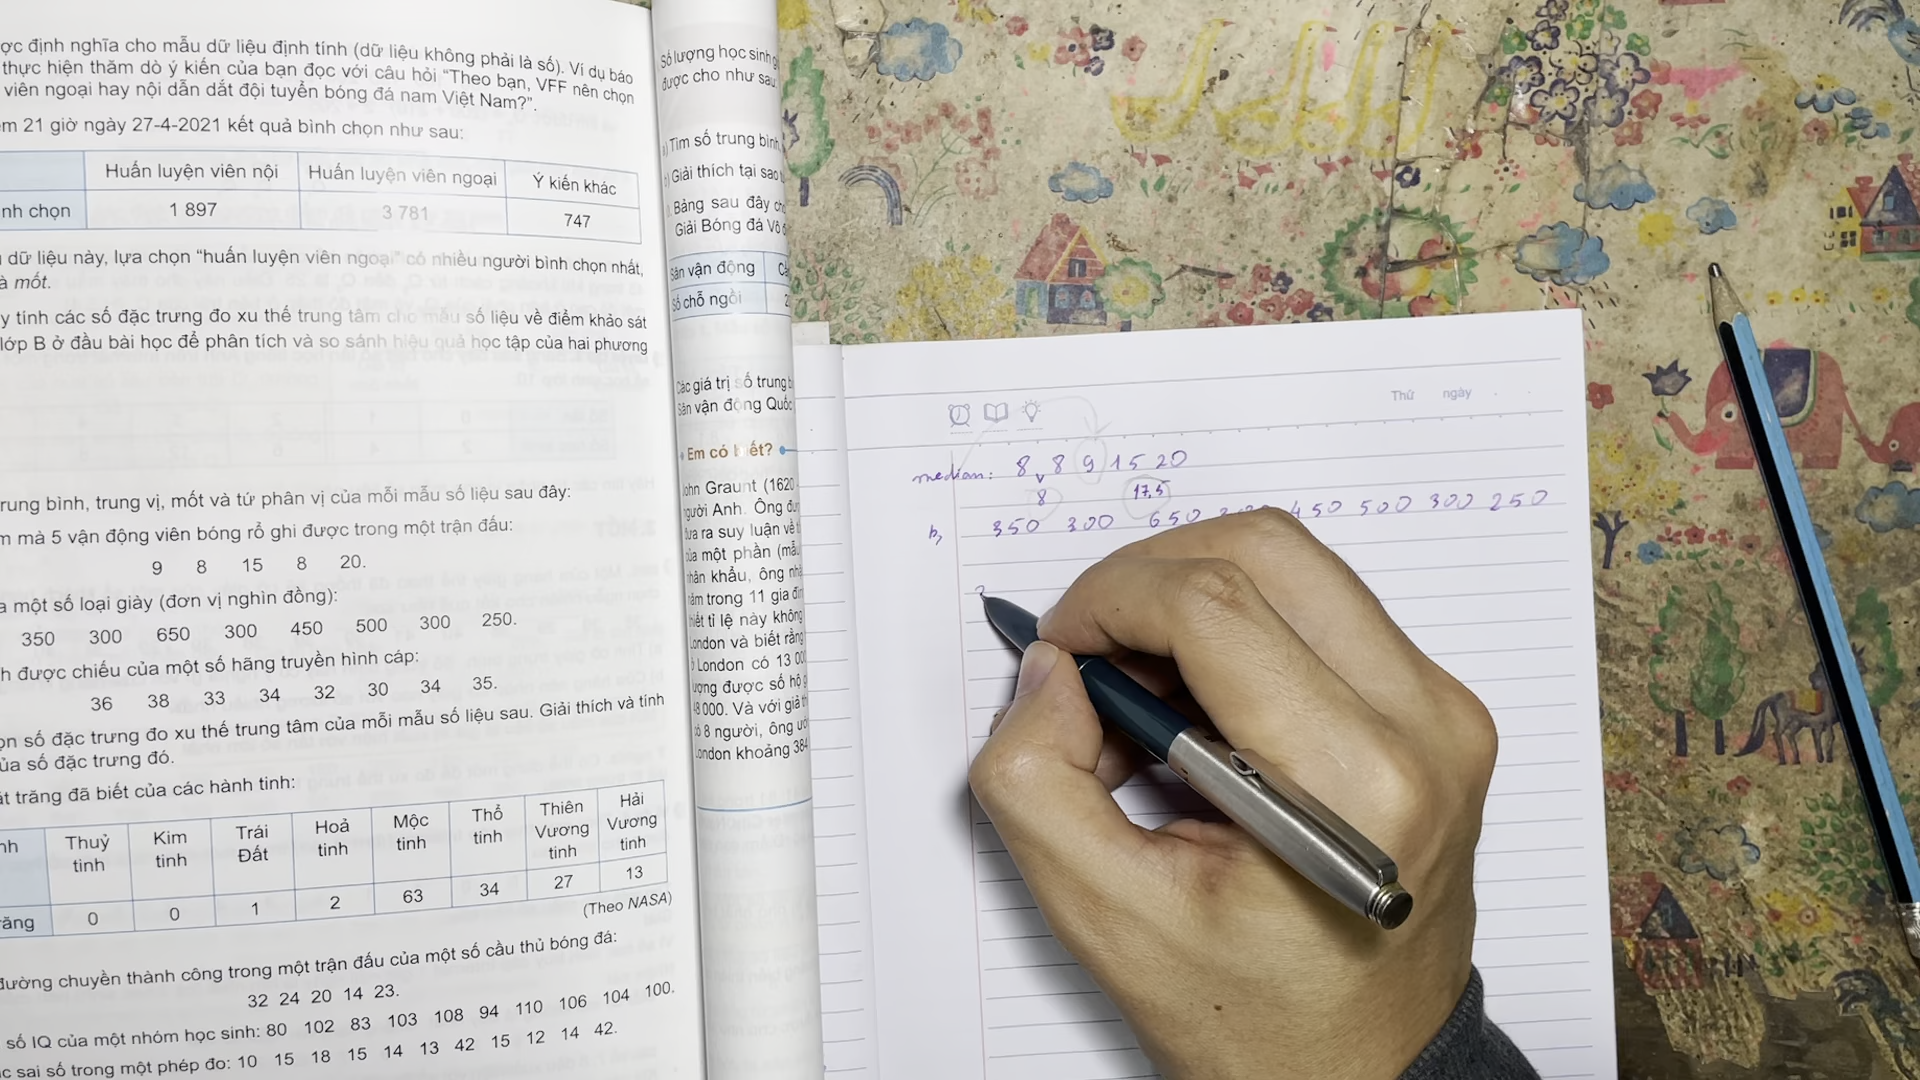 ợc định nghĩa cho mẫu dữ liệu định tính (dữ liệu không phải là số). Ví dụ báo
thực hiện thăm dò ý kiến của bạn đọc với câu hỏi “Theo bạn, VFF nên chọn
viên ngoại hay nội dẫn dắt đội tuyển bóng đá nam Việt Nam?”.
m 21 giờ ngày 27-4-2021 kết quả bình chọn như sau:
Huấn luyện viên nội Huấn luyện viên ngoại Ý kiến khác
nh chọn 1 897 3 781 747
dữ liệu này, lựa chọn “huấn luyện viên ngoại” có nhiều người bình chọn nhất,
à mốt.
y tính các số đặc trưng đo xu thế trung tâm cho mẫu số liệu về điểm khảo sát
lớp B ở đầu bài học để phân tích và so sánh hiệu quả học tập của hai phương
rung bình, trung vị, mốt và tứ phân vị của mỗi mẫu số liệu sau đây:
m mà 5 vận động viên bóng rổ ghi được trong một trận đấu:
9 8 15 8 20.
a một số loại giày (đơn vị nghìn đồng):
350 300 650 300 450 500 300 250.
h được chiếu của một số hãng truyền hình cáp:
36 38 33 34 32 30 34 35.
ọn số đặc trưng đo xu thế trung tâm của mỗi mẫu số liệu sau. Giải thích và tính
ủa số đặc trưng đó.
ặt trăng đã biết của các hành tinh:
nh Thuỷ tinh Kim tinh Trái Đất Hoả tinh Mộc tinh Thổ tinh Thiên Vương tinh Hải Vương tinh
răng 0 0 1 2 63 34 27 13
(Theo NASA)
đường chuyền thành công trong một trận đấu của một số cầu thủ bóng đá:
32 24 20 14 23.
số IQ của một nhóm học sinh: 80 102 83 103 108 94 110 106 104 100.
c sai số trong một phép đo: 10 15 18 15 14 13 42 15 12 14 42.
Số lượng học sinh g
được cho như sau
) Tìm số trung bình
) Giải thích tại sao
Bảng sau đây ch
Giải Bóng đá Vô
Sân vận động
Số chỗ ngồi 2
Các giá trị số trung b
Sân vận động Quốc
Em có biết?
John Graunt (1620
người Anh. Ông đư
đưa ra suy luận về
của một phần (mẫ
nhân khẩu, ông nh
năm trong 11 gia đìn
biết tỉ lệ này không
London và biết rằng
ở London có 13 00
ượng được số hộ g
48 000. Và với giả th
có 8 người, ông ướ
London khoảng 384
Thứ ngày
median: 8 8 9 15 20
8 17,5
b, 350 300 650 450 500 300 250